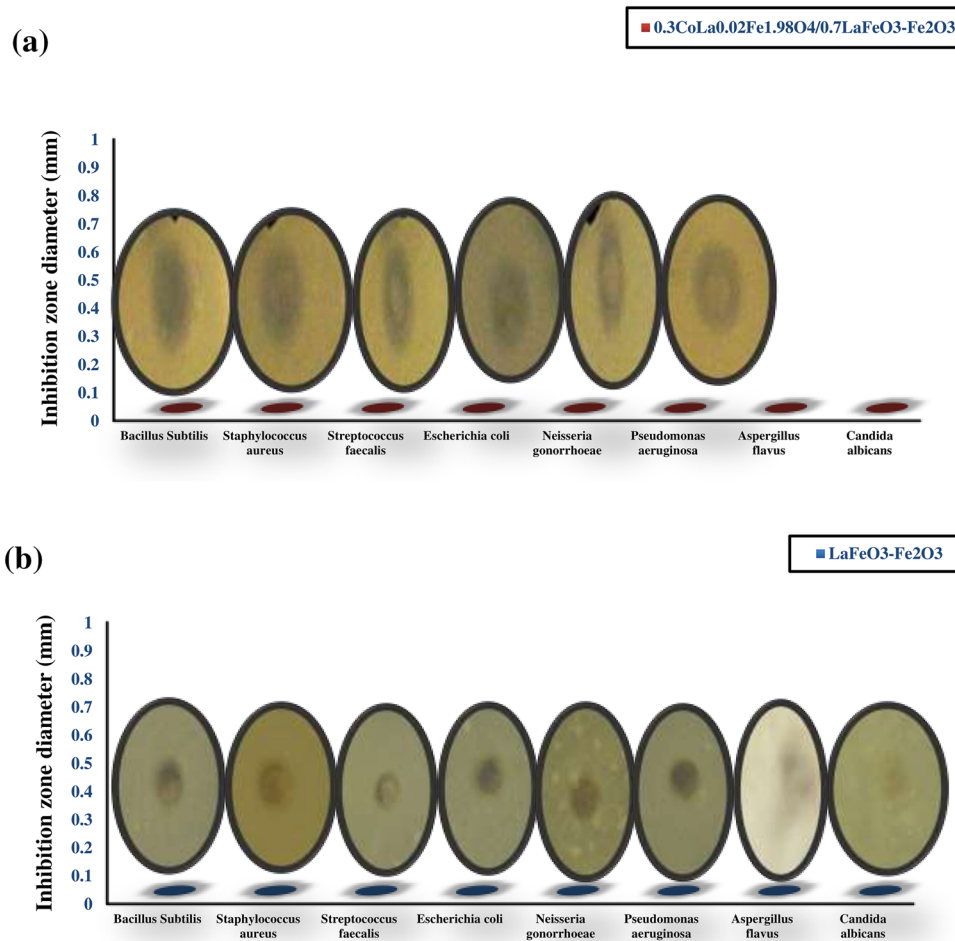 (a)
0.3CoLa0.02Fe1.98O4/0.7LaFeO3-Fe2O3
Inhibition zone diameter (mm)
1
0.9
0.8
0.7
0.6
0.5
0.4
0.3
0.2
0.1
0
Bacillus Subtilis
Staphylococcus
aureus
Streptococcus
faecalis
Escherichia coli
Neisseria
gonorrhoeae
Pseudomonas
aeruginosa
Aspergillus
flavus
Candida
albicans
(b)
LaFeO3-Fe2O3
Inhibition zone diameter (mm)
1
0.9
0.8
0.7
0.6
0.5
0.4
0.3
0.2
0.1
0
Bacillus Subtilis
Staphylococcus
aureus
Streptococcus
faecalis
Escherichia coli
Neisseria
gonorrhoeae
Pseudomonas
aeruginosa
Aspergillus
flavus
Candida
albicans